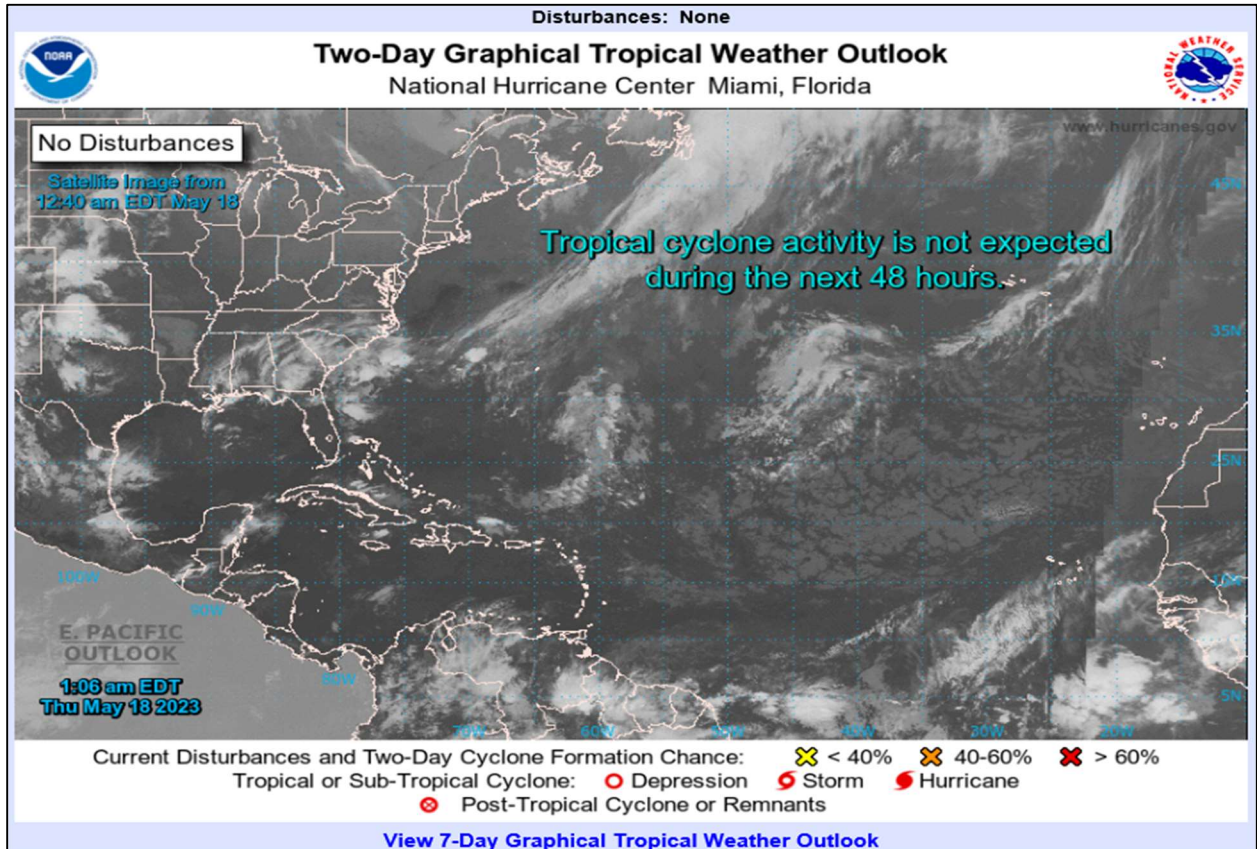 Disturbances: None
Two-Day Graphical Tropical Weather Outlook
National Hurricane Center Miami, Florida
NOAA
NATIONAL WEATHER SERVICE
No Disturbances
www.hurricanes.gov
Satellite Image from
12:40 am EDT May 18
45N
Tropical cyclone activity is not expected
during the next 48 hours.
35N
25N
100W
15N
90W
E. PACIFIC
OUTLOOK
80W
1:06 am EDT
Thu May 18 2023
5N
70W
60W
50W
40W
30W
20W
Current Disturbances and Two-Day Cyclone Formation Chance: < 40% 40-60% > 60%
Tropical or Sub-Tropical Cyclone: Depression Storm Hurricane
Post-Tropical Cyclone or Remnants
View 7-Day Graphical Tropical Weather Outlook